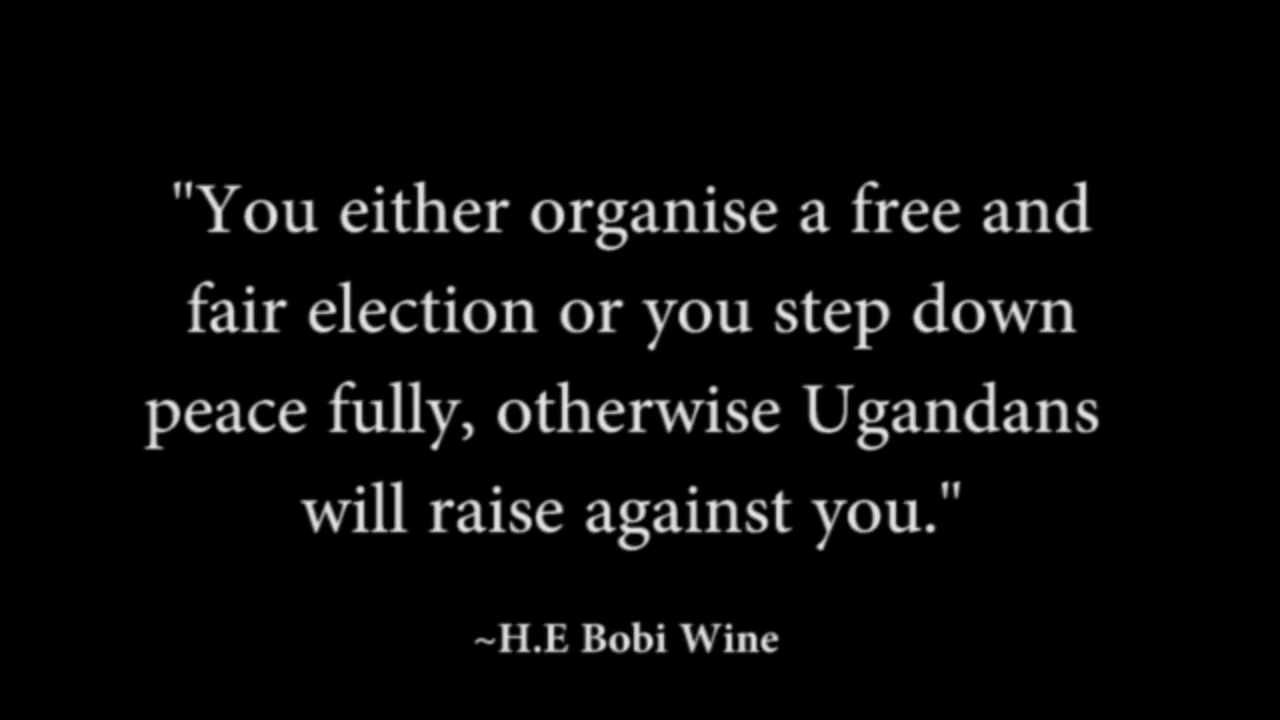 "You either organise a free and
fair election or you step down
peace fully, otherwise Ugandans
will raise against you."
~H.E Bobi Wine